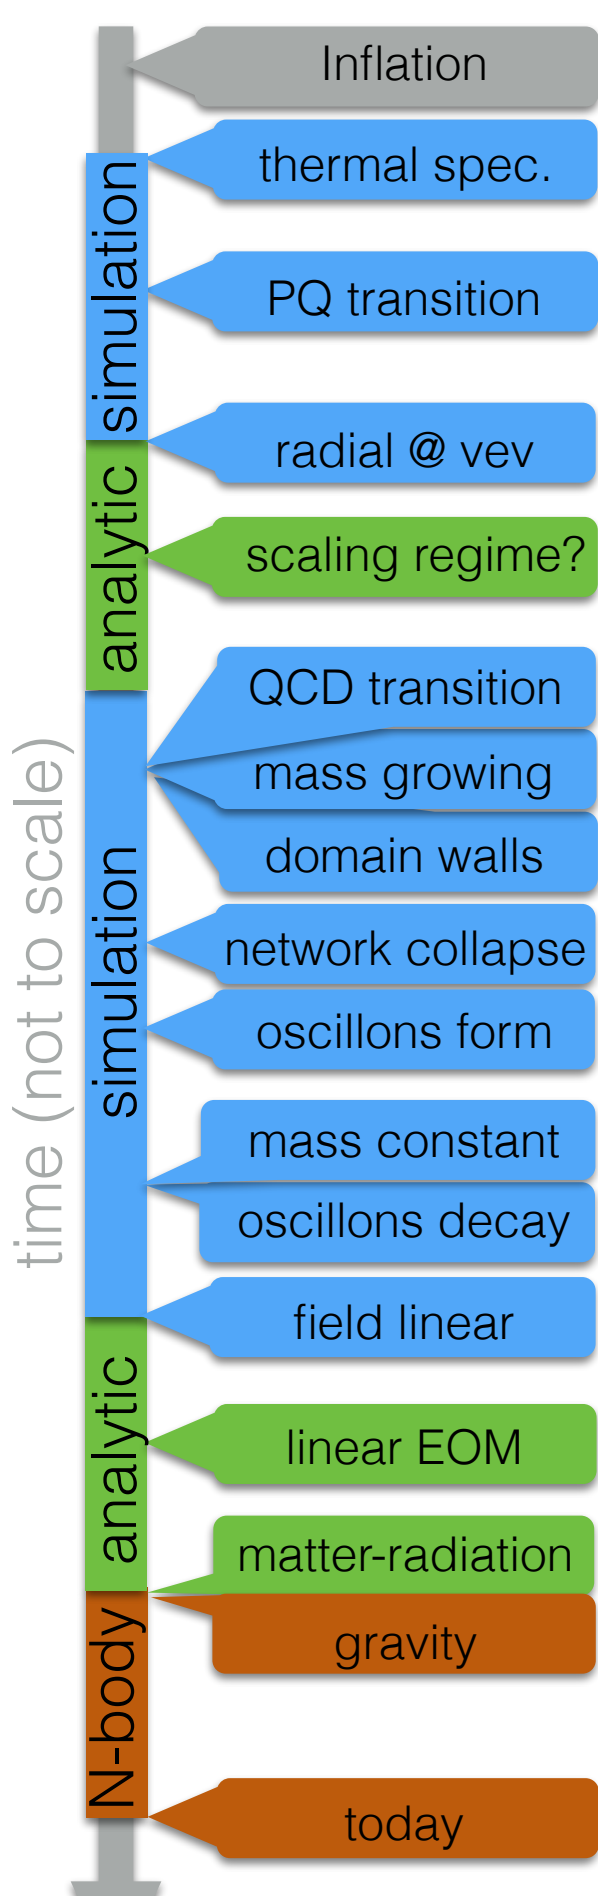 Inflation
thermal spec.
simulation
PQ transition
radial @ vev
analytic
scaling regime?
QCD transition
mass growing
domain walls
time (not to scale)
simulation
network collapse
oscillons form
mass constant
oscillons decay
field linear
analytic
linear EOM
matter-radiation
N-body
gravity
today